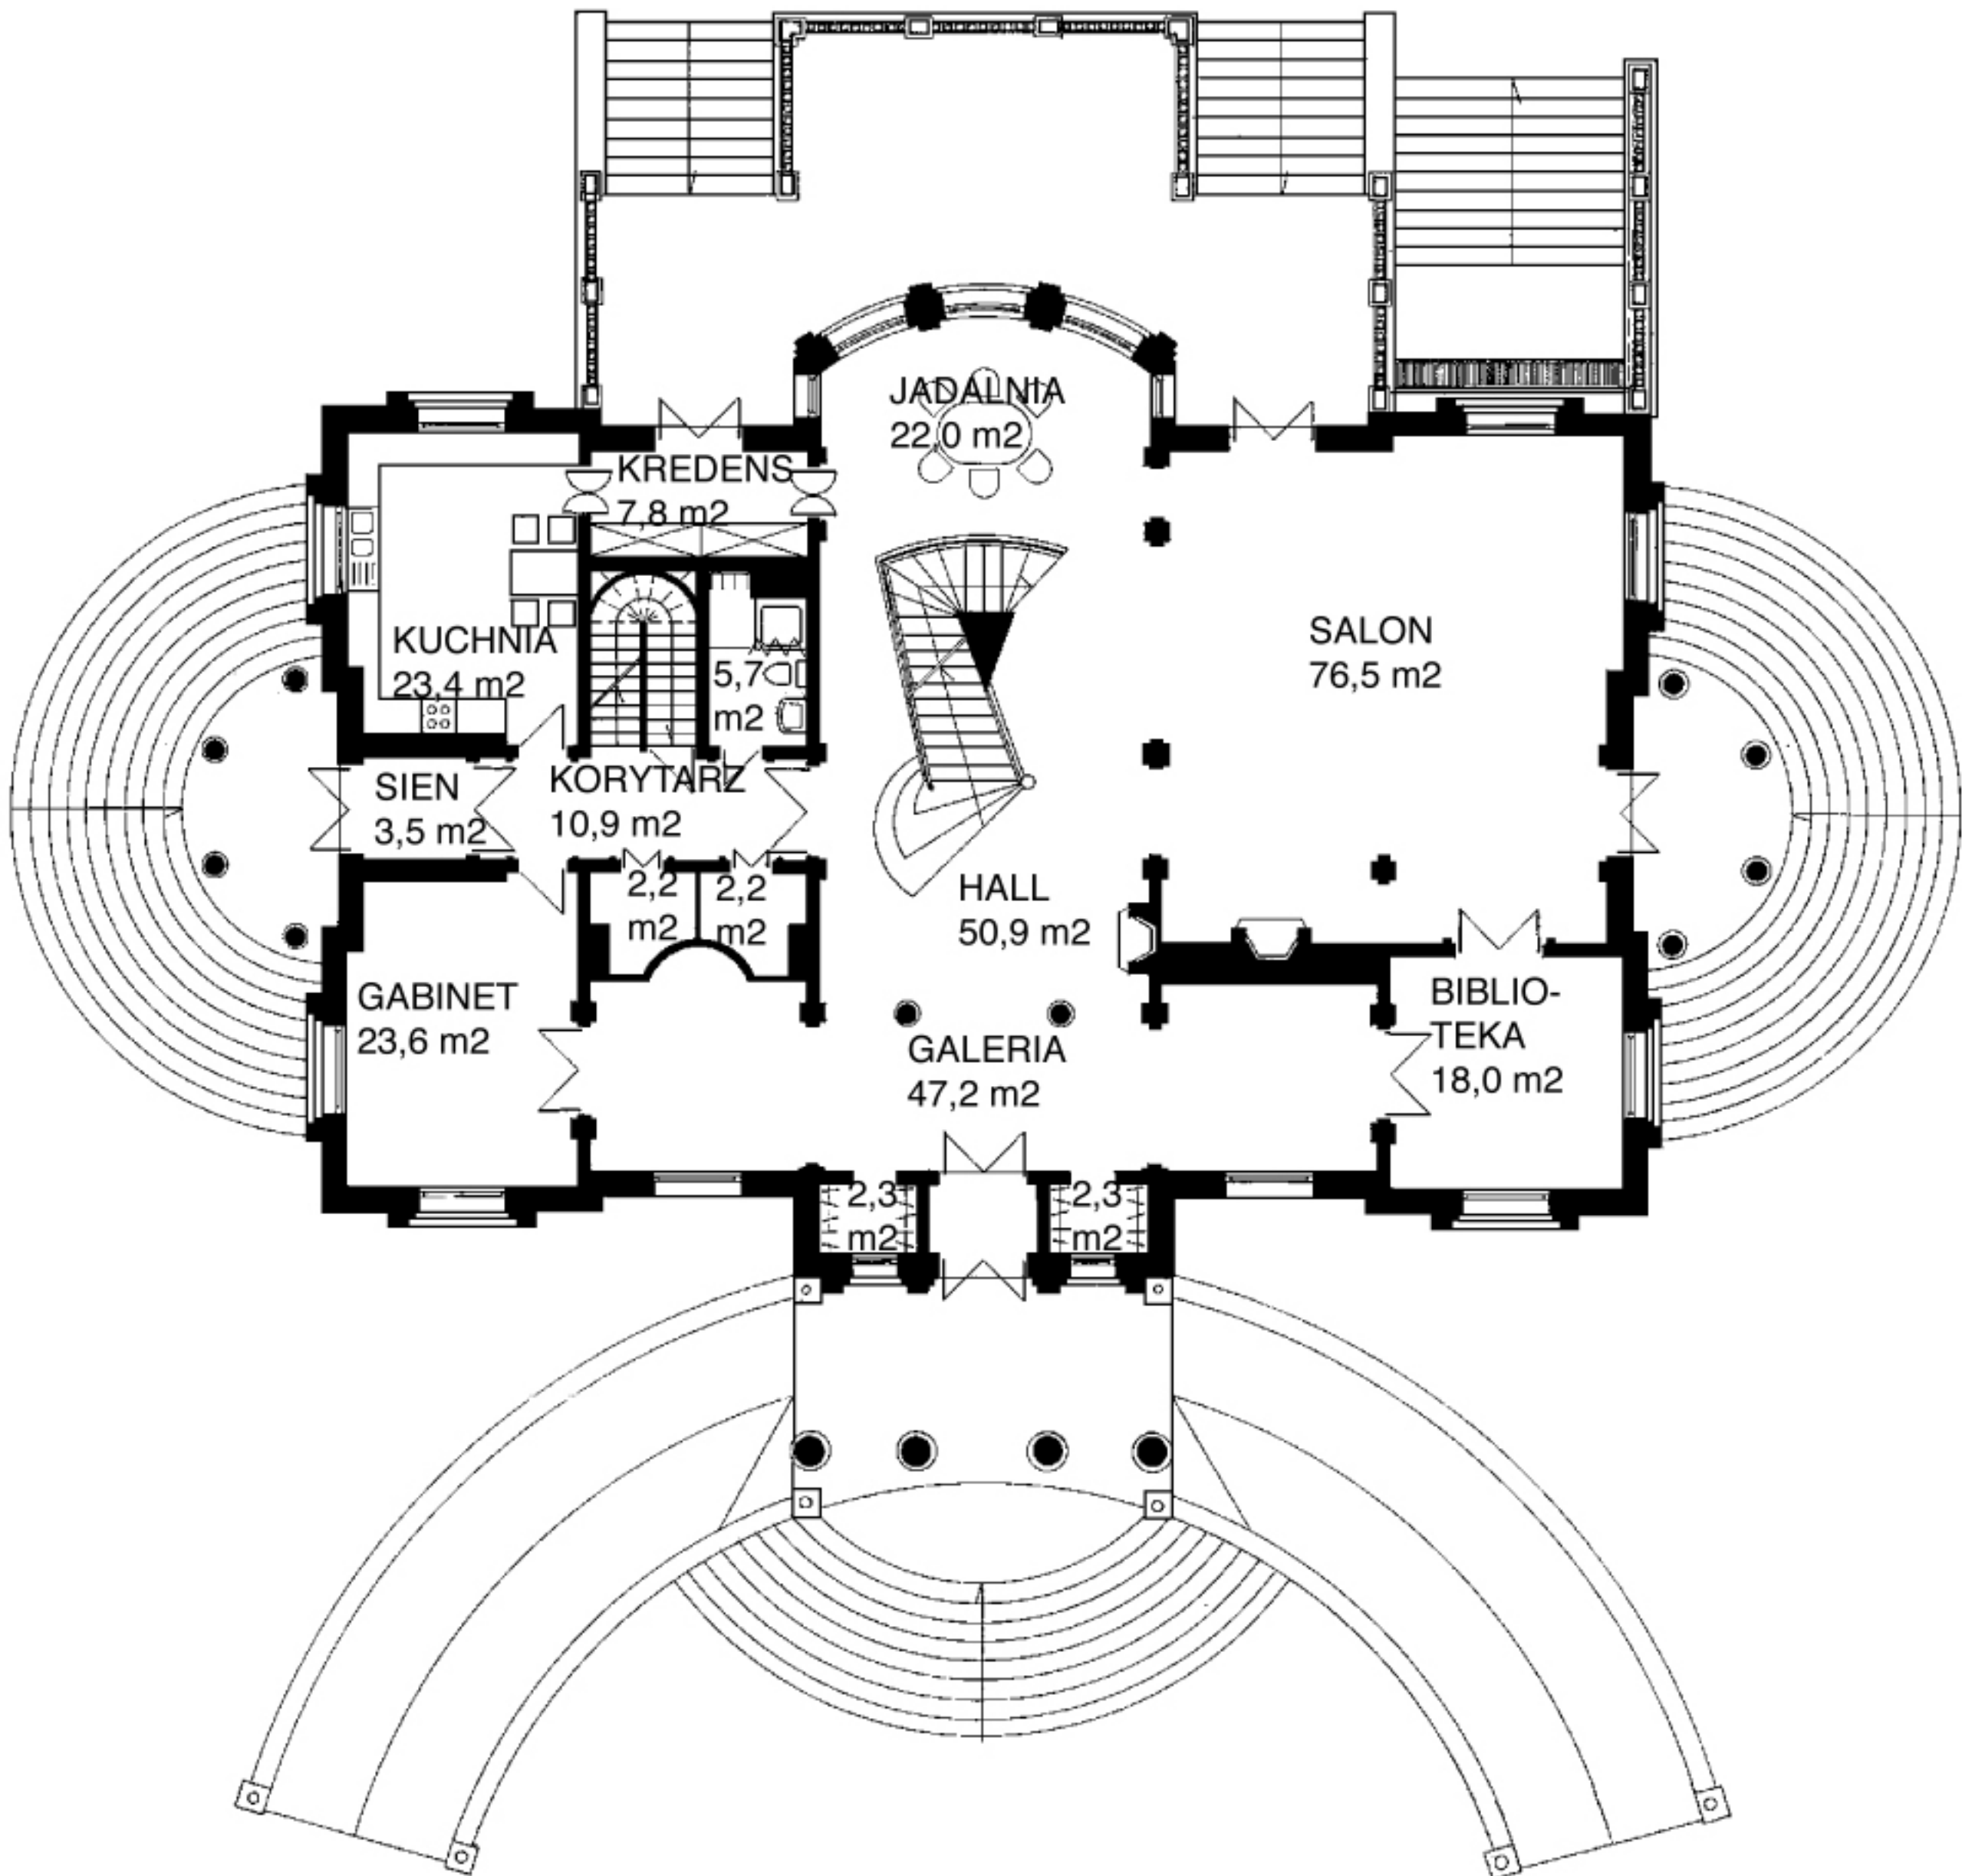 JADALNIA
22,0 m2
KREDENS
7,8 m2
KUCHNIA
23,4 m2
5,7
m2
SALON
76,5 m2
SIEN
3,5 m2
KORYTARZ
10,9 m2
2,2
m2
2,2
m2
HALL
50,9 m2
GABINET
23,6 m2
GALERIA
47,2 m2
BIBLIO-
TEKA
18,0 m2
2,3
m2
2,3
m2